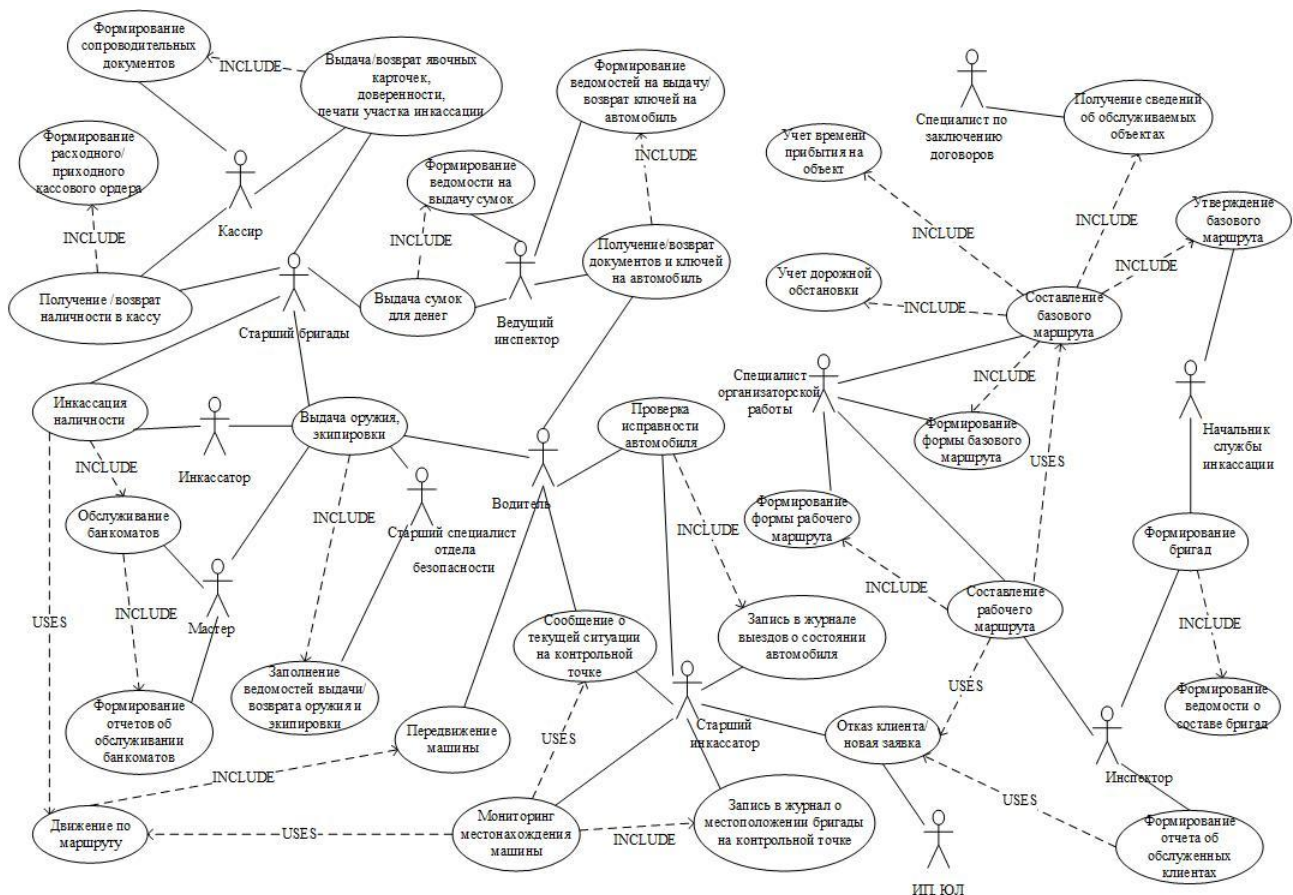 Формирование
сопроводительных
документов
INCLUDE
Выдача/возврат явочных
карточек,
доверенности,
печати участка инкассации
Формирование
ведомостей на выдачу/
возврат ключей на
автомобиль
Специалист по
заключению
договоров
Получение сведений
об обслуживаемых
объектах
Формирование
расходного/
приходного
кассового ордера
INCLUDE
Кассир
Формирование
ведомости на
выдачу сумок
INCLUDE
INCLUDE
Учет времени
прибытия на
объект
INCLUDE
INCLUDE
Утверждение
базового
маршрута
INCLUDE
Получение /возврат
наличности в кассу
Старший бригады
Выдача сумок
для денег
Ведущий
инспектор
Получение/возврат
документов и ключей
на автомобиль
Учет дорожной
обстановки
INCLUDE
Составление
базового
маршрута
INCLUDE
Инкассация
наличности
Инкассатор
Выдача оружия,
экипировки
Водитель
Проверка
исправности
автомобиля
Специалист
организаторской
работы
Формирование
формы базового
маршрута
USES
Начальник
службы
инкассации
INCLUDE
Обслуживание
банкоматов
INCLUDE
Старший специалист
отдела
безопасности
INCLUDE
Формирование
формы рабочего
маршрута
INCLUDE
Формирование
бригад
USES
INCLUDE
Мастер
Сообщение о
текущей ситуации
на контрольной
точке
Запись в журнале
выездов о состоянии
автомобиля
Составление
рабочего
маршрута
INCLUDE
USES
Формирование
отчетов об
обслуживании
банкоматов
Заполнение
ведомостей выдачи/
возврата оружия и
экипировки
Передвижение
машины
USES
Старший
инкассатор
Отказ клиента/
новая заявка
Формирование
ведомости о
составе бригад
Инспектор
INCLUDE
USES
Движение по
маршруту
USES
Мониторинг
местонахождения
машины
INCLUDE
Запись в журнал о
местоположении бригады
на контрольной точке
ИП, ЮЛ
Формирование
отчета об
обслуженных
клиентах